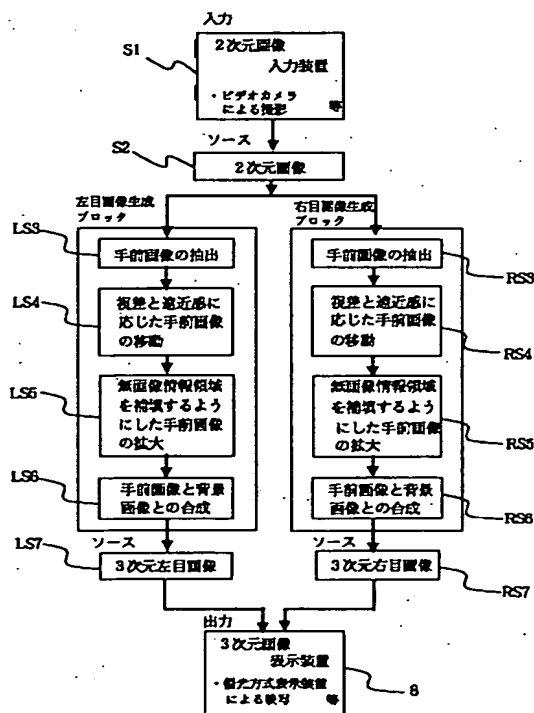 入力
S1
2次元画像
入力装置
・ビデオカメラ
による撮影
等
ソース
S2
2次元画像
左目画像生成
ブロック
右目画像生成
ブロック
LS3
手前画像の抽出
手前画像の抽出
RS3
LS4
視差と遠近感に
応じた手前画像
の移動
視差と遠近感に
応じた手前画像
の移動
RS4
LS5
無画像情報領域
を補填するよう
にした手前画像
の拡大
無画像情報領域
を補填するよう
にした手前画像
の拡大
RS5
LS6
手前画像と背景
画像との合成
手前画像と背景
画像との合成
RS6
LS7
ソース
3次元左目画像
ソース
3次元右目画像
RS7
出力
3次元画像
表示装置
・偏光方式表示装置
による映写
等
8